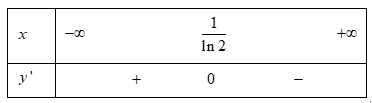 x −∞ 1/ln 2 +∞
y' + 0 −